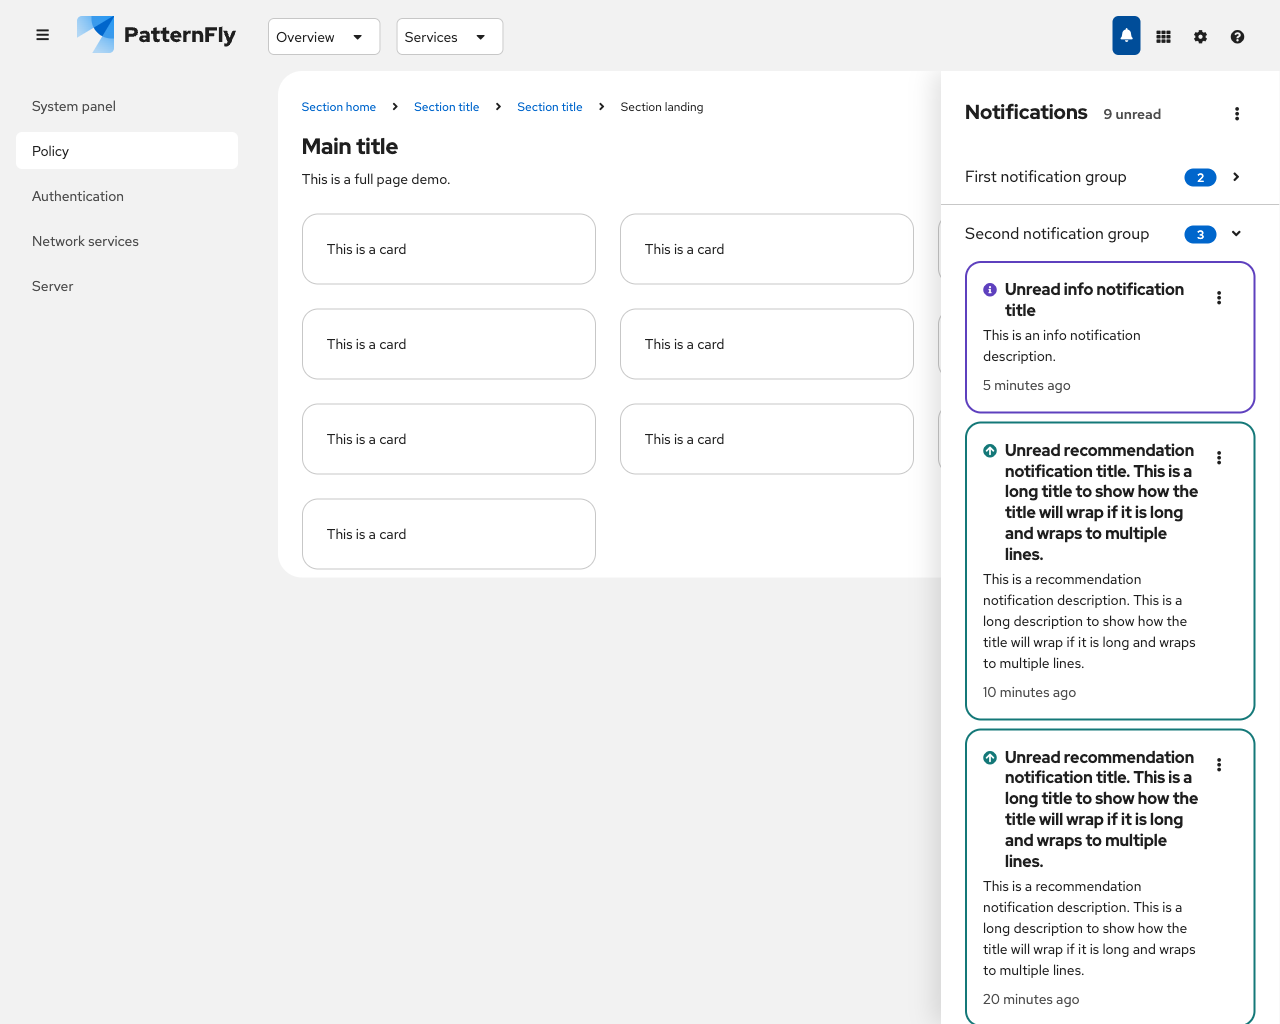 PatternFly
Overview
Services
System panel
Policy
Authentication
Network services
Server
Section home
Section title
Section title
Section landing
Main title
This is a full page demo.
This is a card
This is a card
This is a card
This is a card
This is a card
This is a card
This is a card
Notifications
9 unread
First notification group
2
Second notification group
3
Unread info notification
title
This is an info notification
description.
5 minutes ago
Unread recommendation
notification title. This is a
long title to show how the
title will wrap if it is long
and wraps to multiple
lines.
This is a recommendation
notification description. This is a
long description to show how the
title will wrap if it is long and wraps
to multiple lines.
10 minutes ago
Unread recommendation
notification title. This is a
long title to show how the
title will wrap if it is long
and wraps to multiple
lines.
This is a recommendation
notification description. This is a
long description to show how the
title will wrap if it is long and wraps
to multiple lines.
20 minutes ago